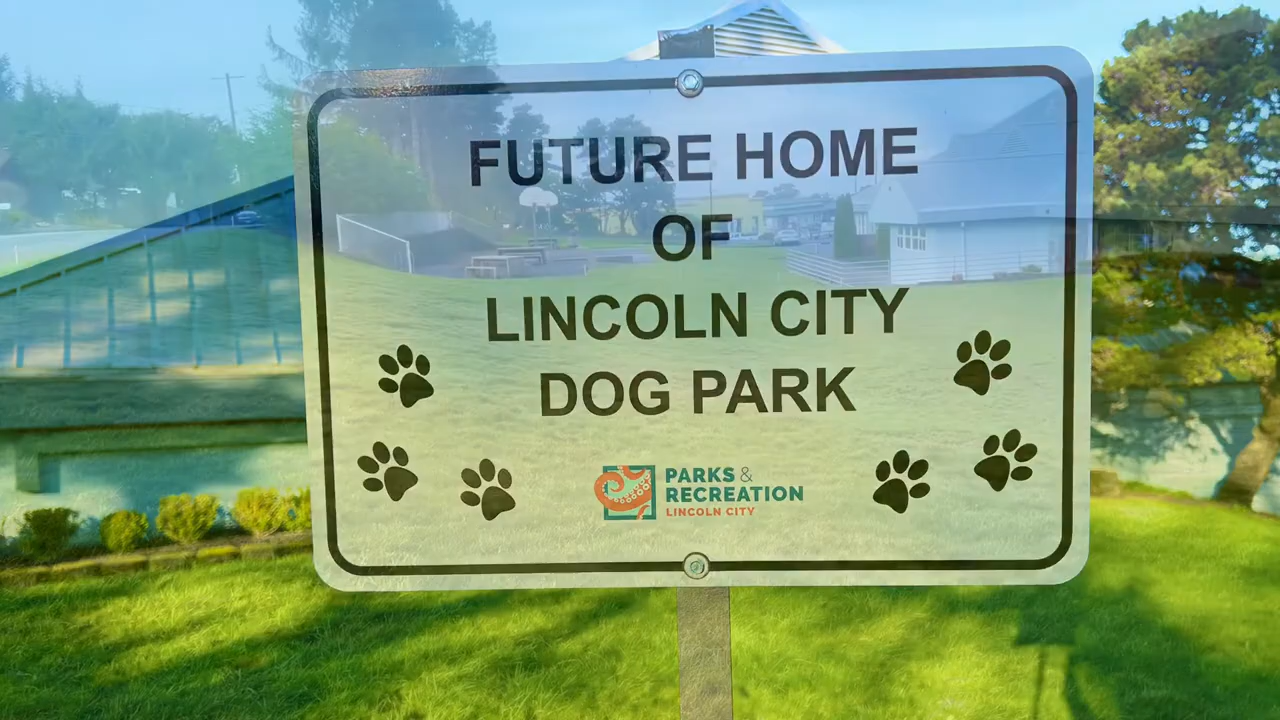 FUTURE HOME
OF
LINCOLN CITY
DOG PARK
PARKS &
RECREATION
LINCOLN CITY